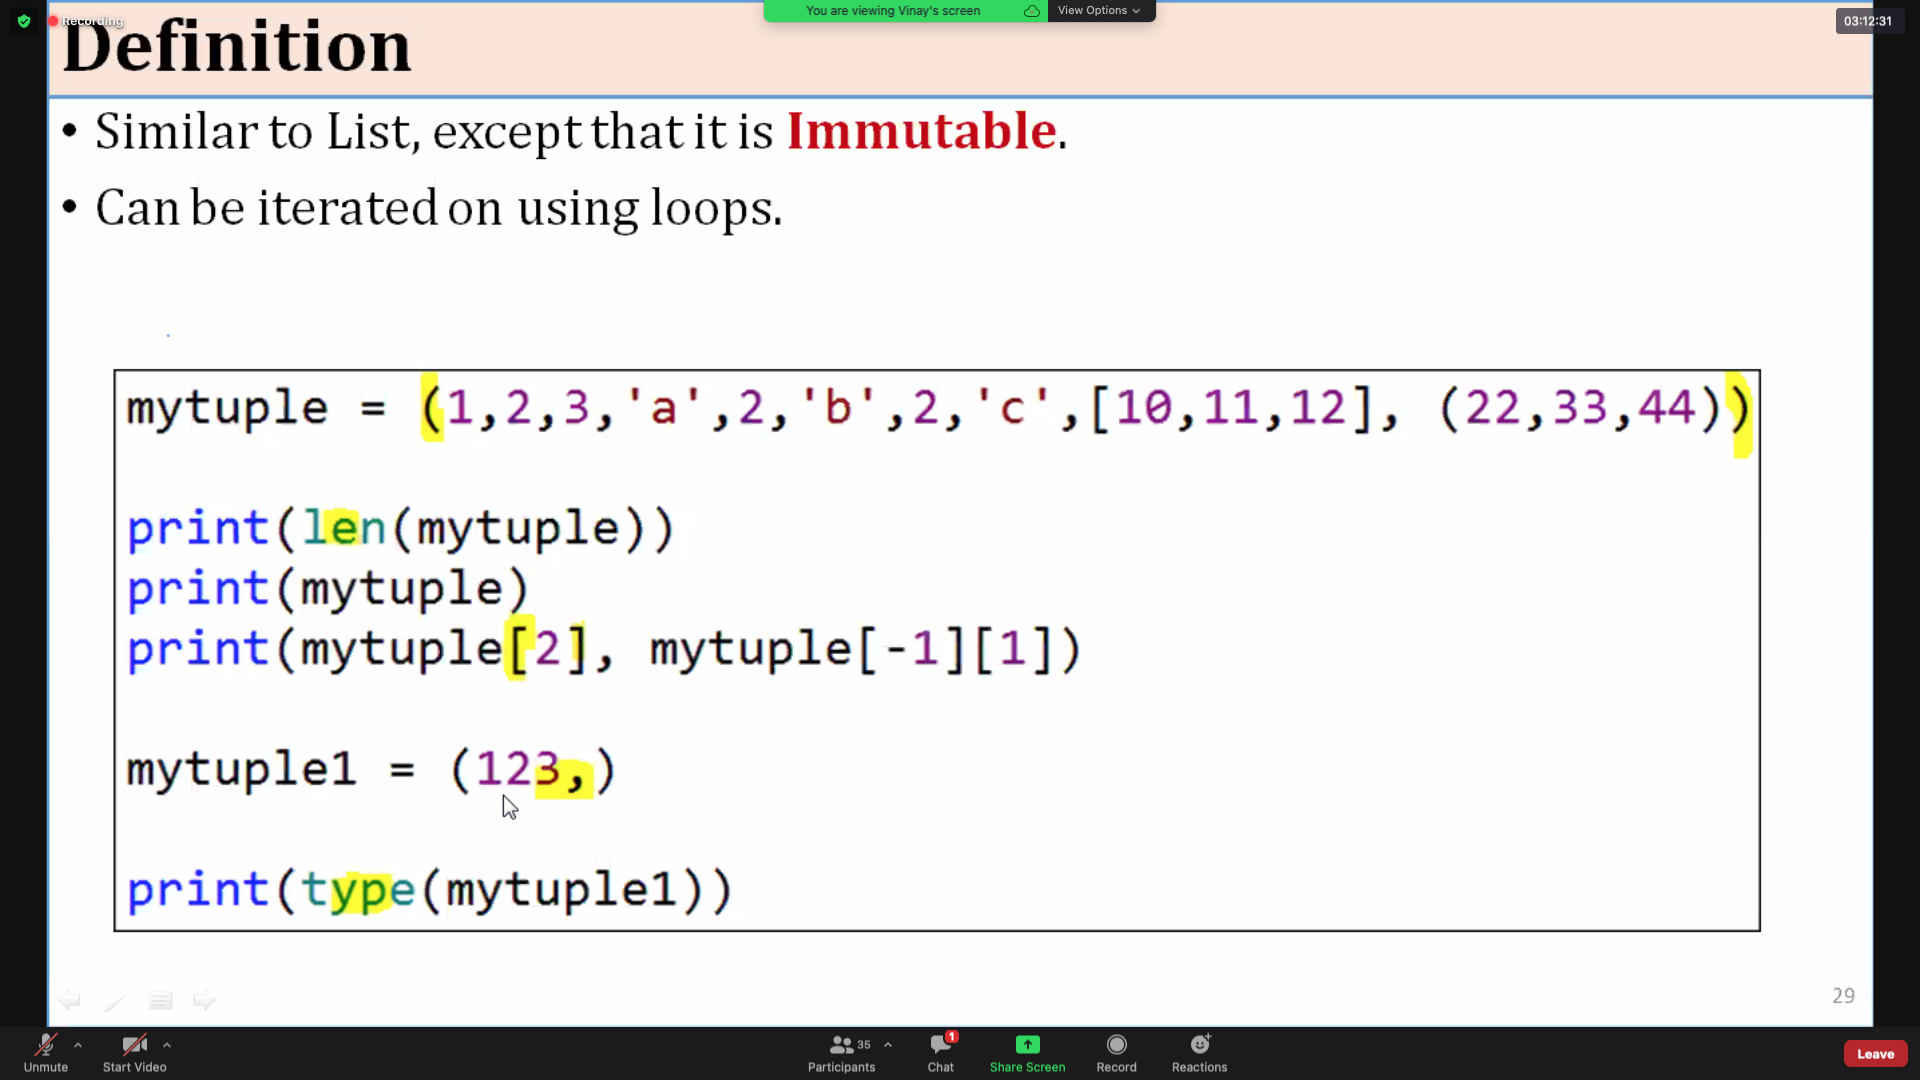 Recording
You are viewing Vinay's screen View Options
03:12:31
Definition
• Similar to List, except that it is Immutable.
• Can be iterated on using loops.
mytuple = (1,2,3,'a',2,'b',2,'c',[10,11,12], (22,33,44))
print(len(mytuple))
print(mytuple)
print(mytuple[2], mytuple[-1][1])
mytuple1 = (123,)
print(type(mytuple1))
29
Unmute Start Video 35 Participants 1 Chat Share Screen Record Reactions Leave